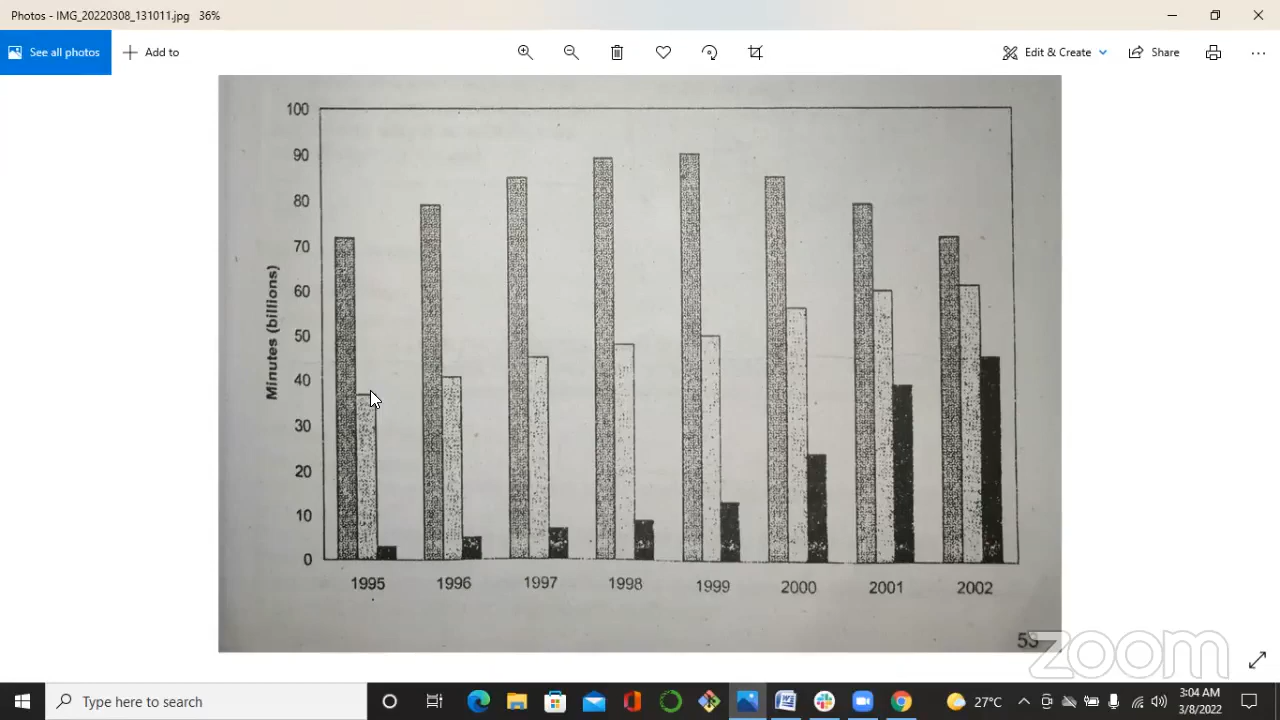 Photos - IMG_20220308_131011.jpg 36%
See all photos
Add to
Edit & Create
Share
100
90
80
70
60
50
40
30
20
10
0
Minutes (billions)
1995 1996 1997 1998 1999 2000 2001 2002
53
zoom
Type here to search
27°C
3:04 AM
3/8/2022